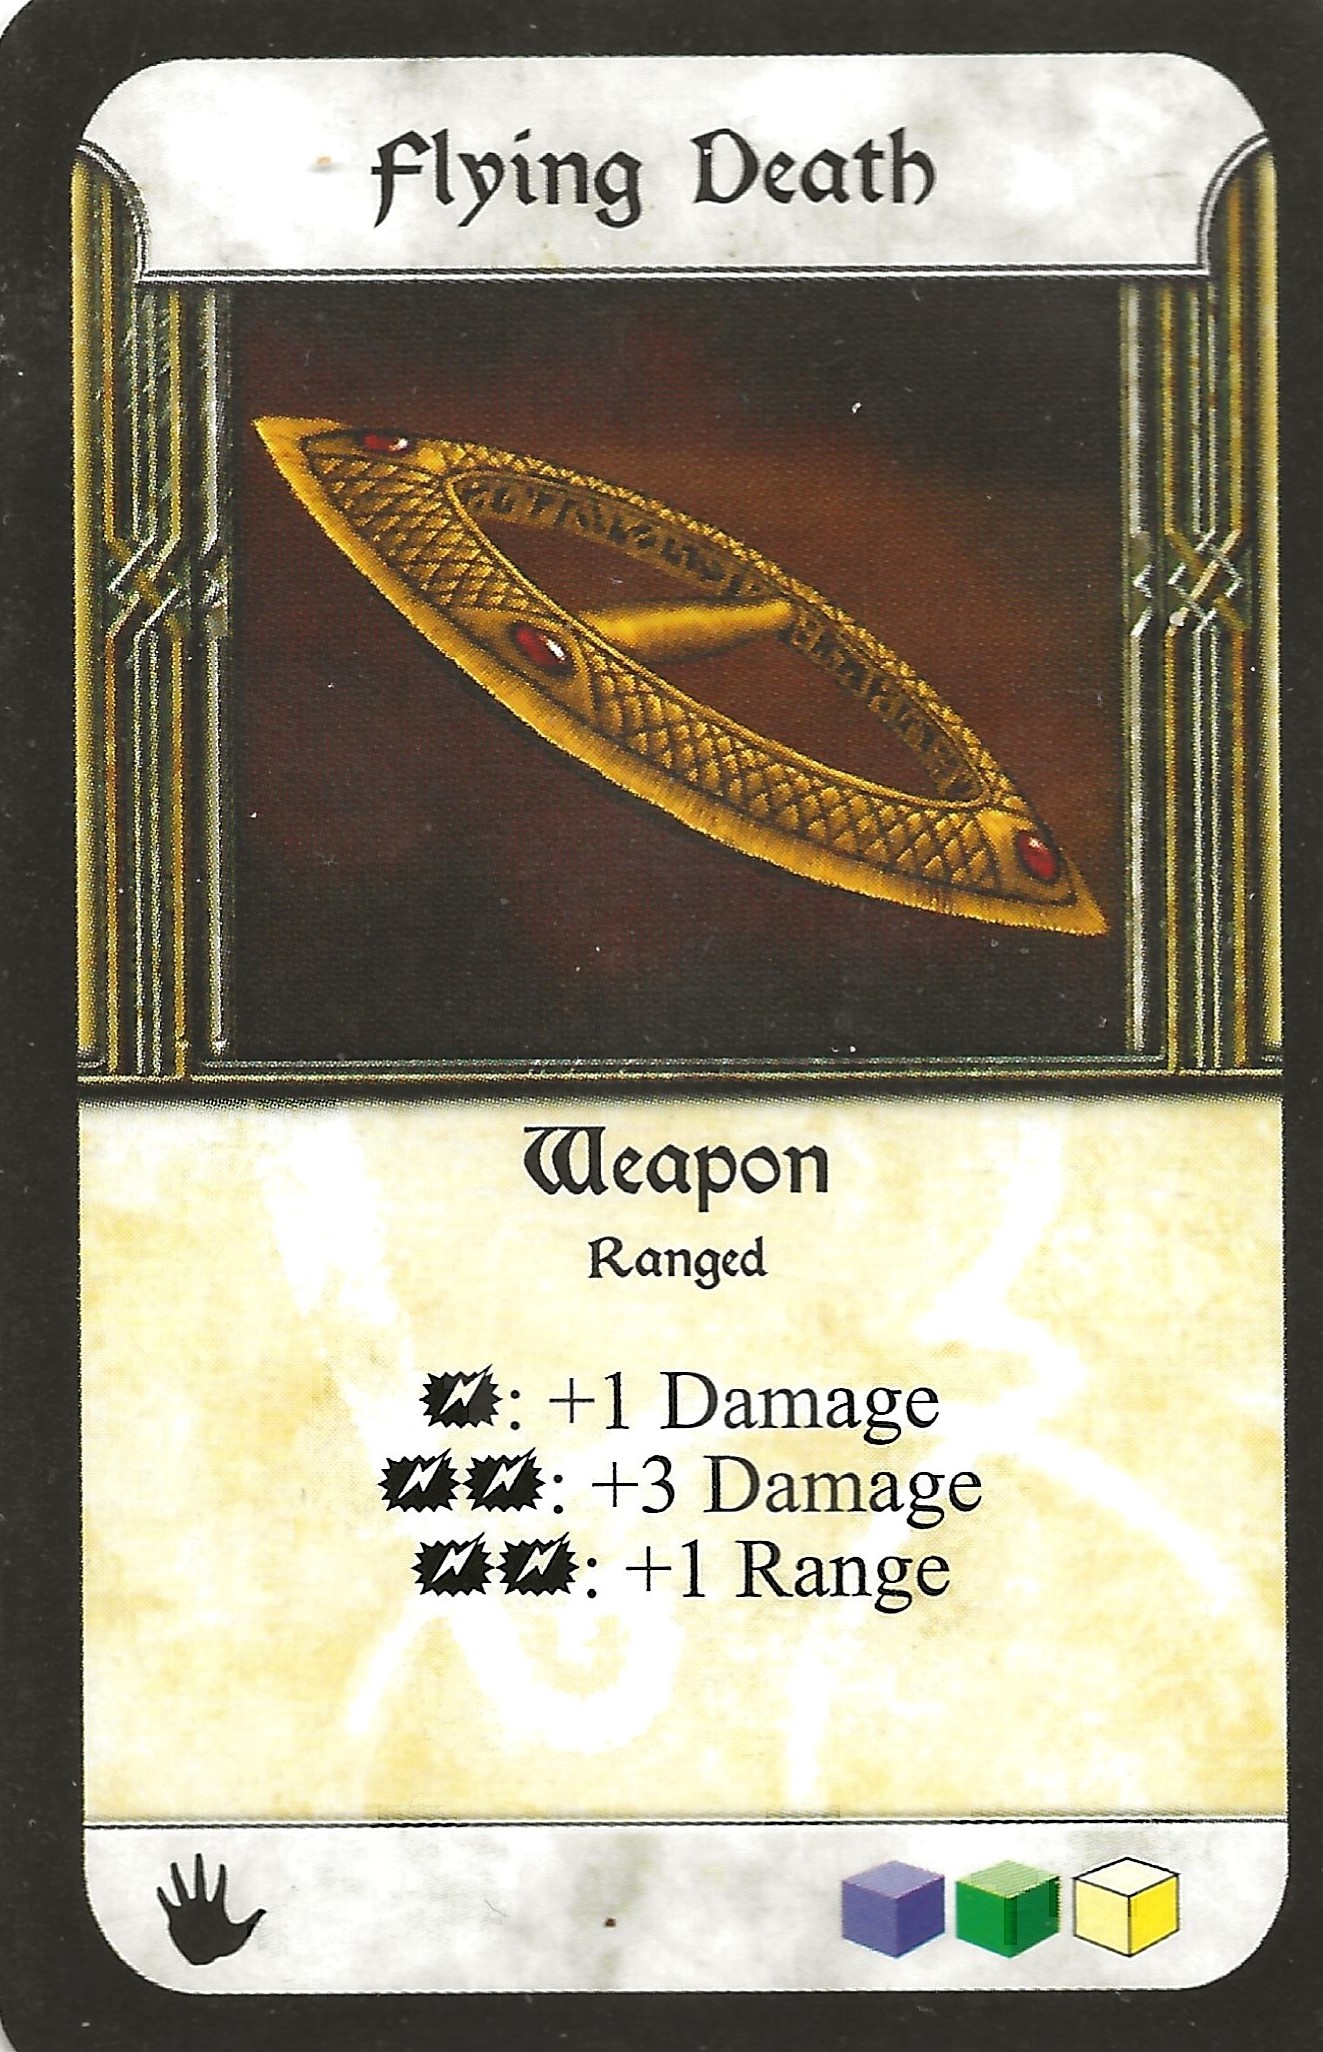 Flying Death
Weapon
Ranged
: +1 Damage
: +3 Damage
: +1 Range